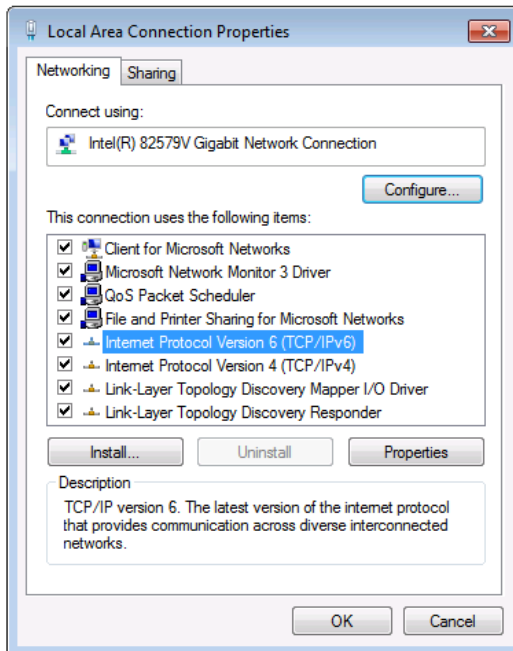 Local Area Connection Properties
Networking
Sharing
Connect using:
Intel(R) 82579V Gigabit Network Connection
Configure...
This connection uses the following items:
Client for Microsoft Networks
Microsoft Network Monitor 3 Driver
QoS Packet Scheduler
File and Printer Sharing for Microsoft Networks
Internet Protocol Version 6 (TCP/IPv6)
Internet Protocol Version 4 (TCP/IPv4)
Link-Layer Topology Discovery Mapper I/O Driver
Link-Layer Topology Discovery Responder
Install...
Uninstall
Properties
Description
TCP/IP version 6. The latest version of the internet protocol
that provides communication across diverse interconnected
networks.
OK
Cancel